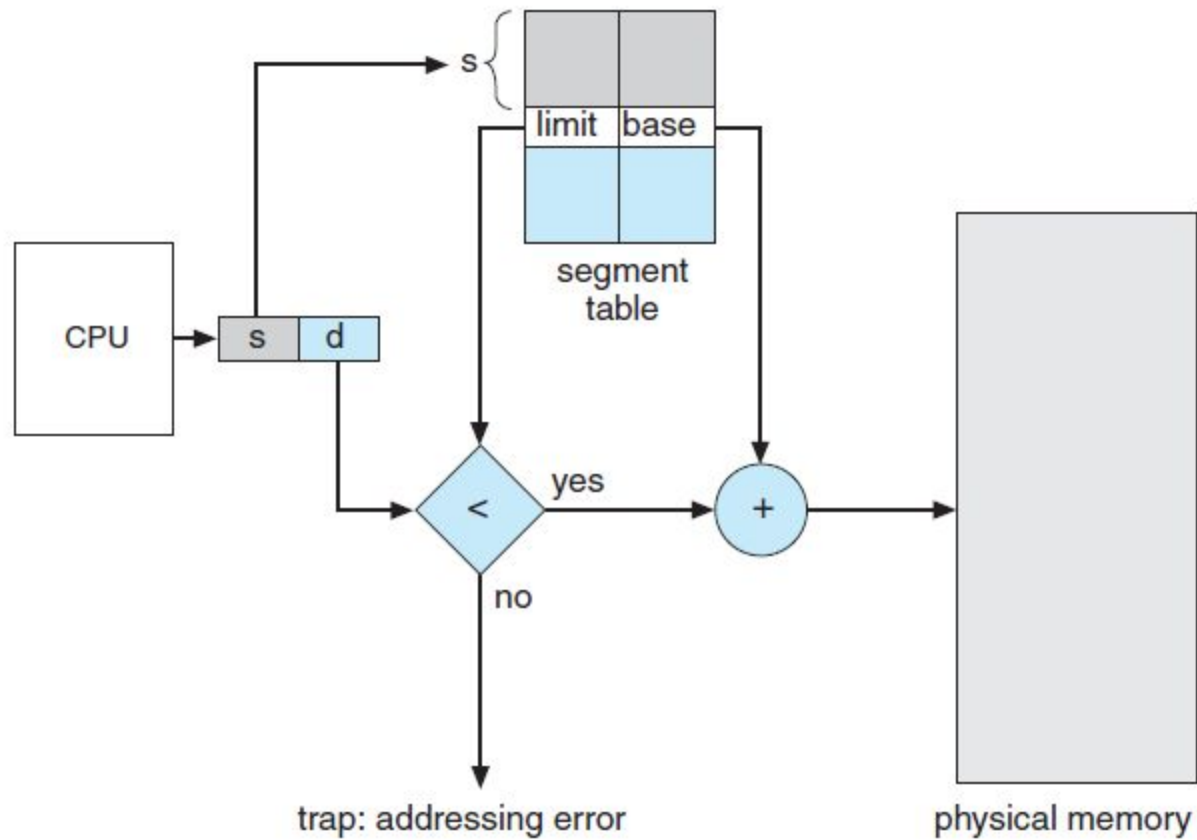 s
limit base
segment
table
CPU
s d
<
yes
+
no
trap: addressing error
physical memory